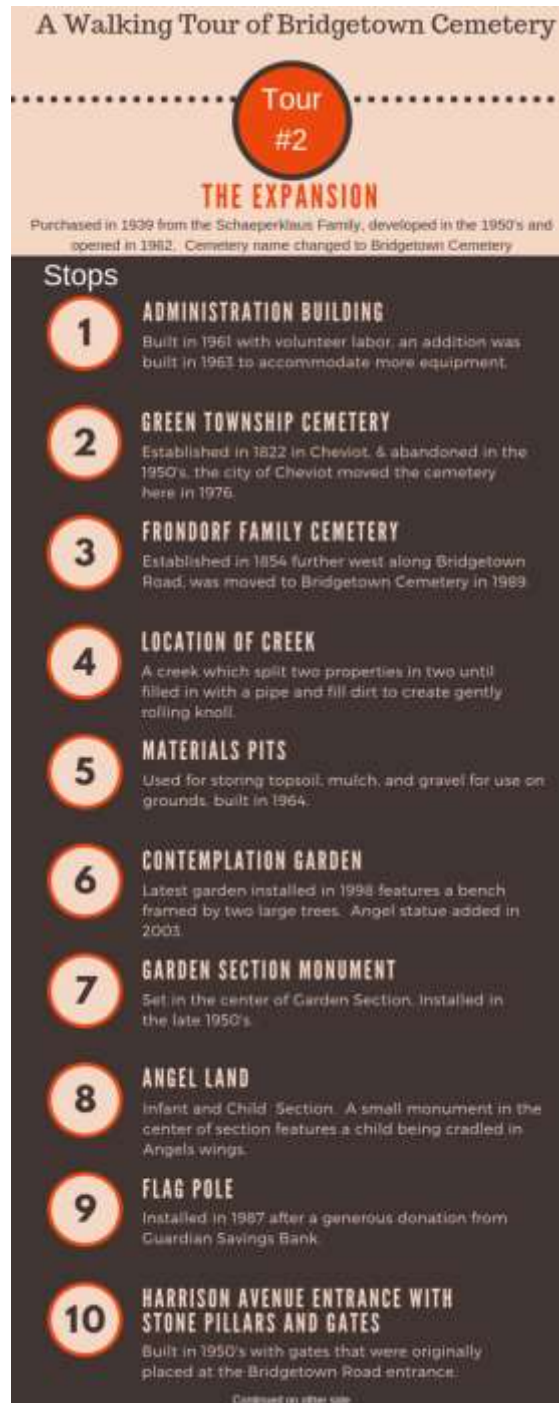 A Walking Tour of Bridgetown Cemetery
Tour
#2
THE EXPANSION
Purchased in 1939 from the Schaeperklaus Family, developed in the 1950's and
opened in 1962. Cemetery name changed to Bridgetown Cemetery
Stops
1
ADMINISTRATION BUILDING
Built in 1961 with volunteer labor, an addition was
built in 1963 to accommodate more equipment.
2
GREEN TOWNSHIP CEMETERY
Established in 1822 in Cheviot, & abandoned in the
1950's, the city of Cheviot moved the cemetery
here in 1976.
3
FRONDORF FAMILY CEMETERY
Established in 1854 further west along Bridgetown
Road, was moved to Bridgetown Cemetery in 1989.
4
LOCATION OF CREEK
A creek which split two properties in two until
filled in with a pipe and fill dirt to create gently
rolling knoll.
5
MATERIALS PITS
Used for storing topsoil, mulch, and gravel for use on
grounds, built in 1964.
6
CONTEMPLATION GARDEN
Latest garden installed in 1998 features a bench
framed by two large trees. Angel statue added in
2003.
7
GARDEN SECTION MONUMENT
Set in the center of Garden Section. Installed in
the late 1950's.
8
ANGEL LAND
Infant and Child Section. A small monument in the
center of section features a child being cradled in
Angels wings.
9
FLAG POLE
Installed in 1987 after a generous donation from
Guardian Savings Bank.
10
HARRISON AVENUE ENTRANCE WITH
STONE PILLARS AND GATES
Built in 1950's with gates that were originally
placed at the Bridgetown Road entrance.
Continued on other side